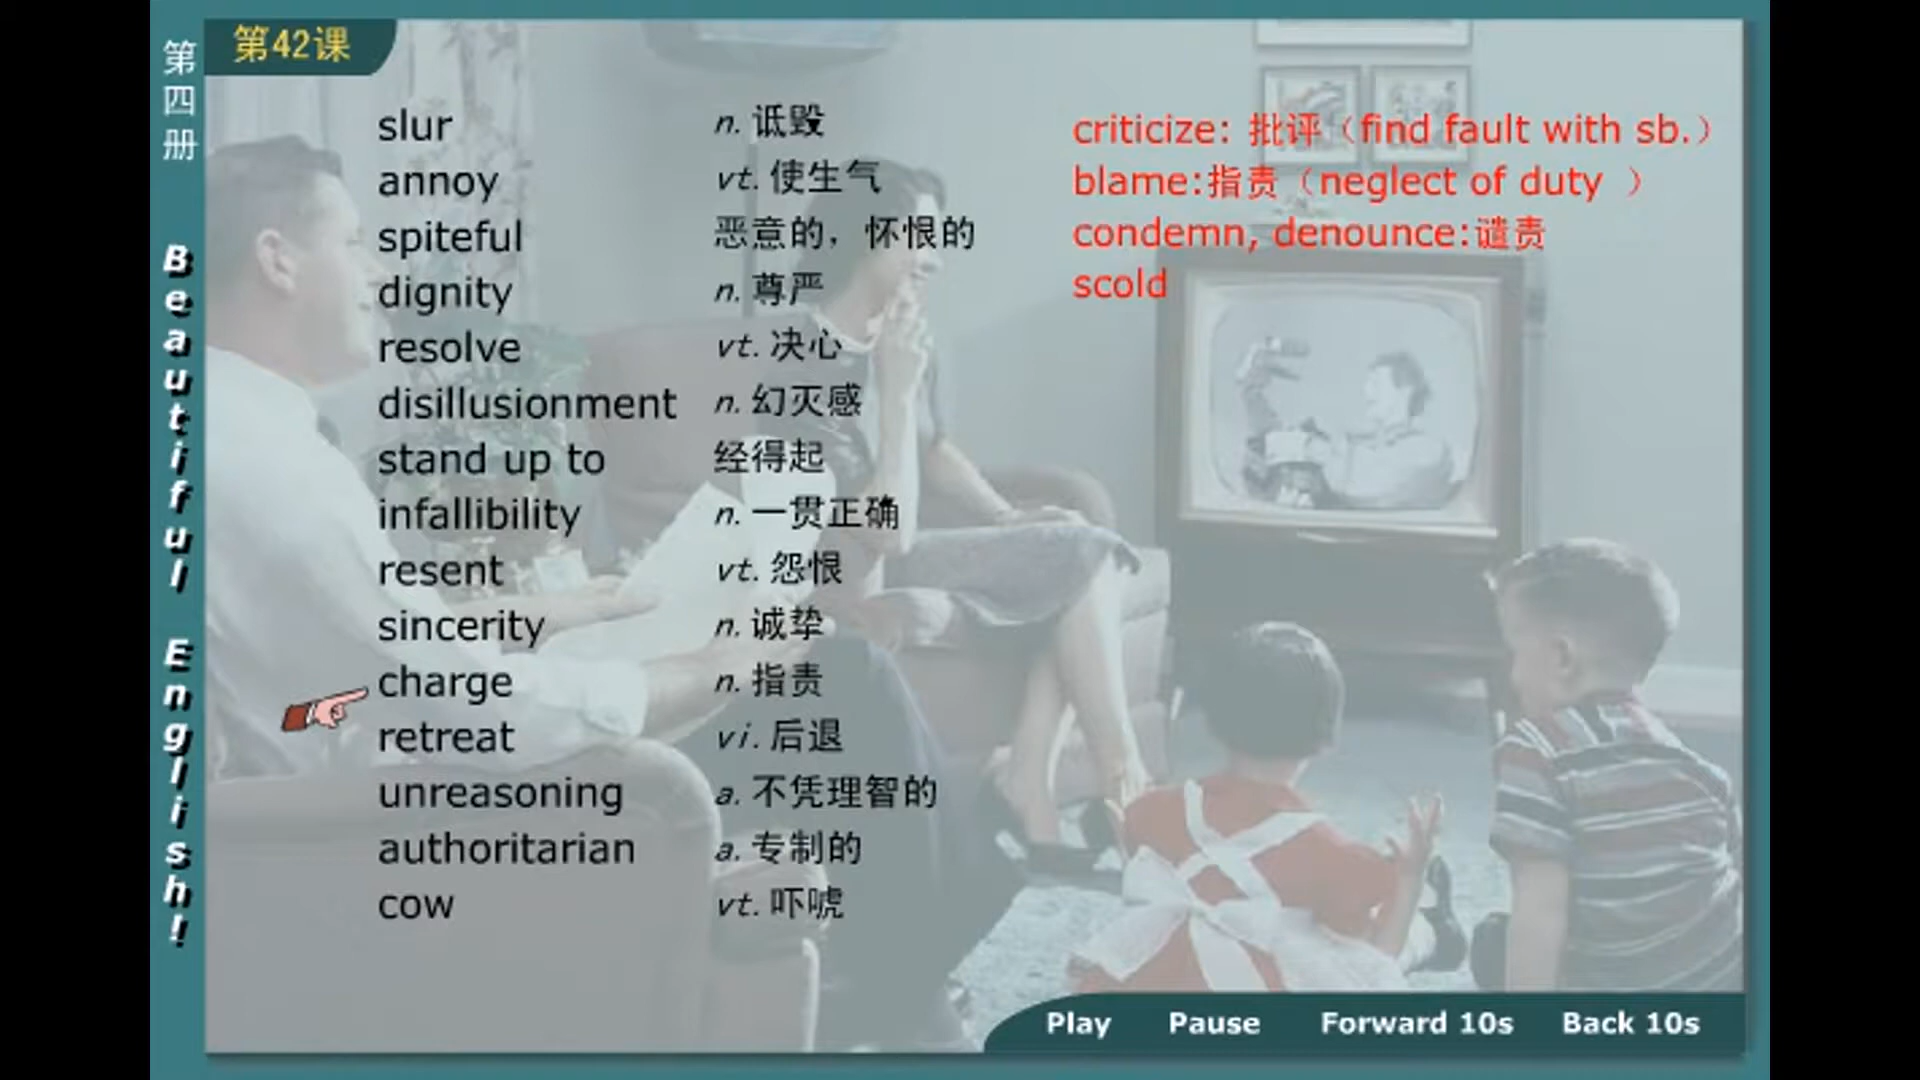 第四册
Beautiful English!
第42课
slur n. 诋毁
annoy vt. 使生气
spiteful 恶意的，怀恨的
dignity n. 尊严
resolve vt. 决心
disillusionment n. 幻灭感
stand up to 经得起
infallibility n. 一贯正确
resent vt. 怨恨
sincerity n. 诚挚
charge n. 指责
retreat vi. 后退
unreasoning a. 不凭理智的
authoritarian a. 专制的
cow vt. 吓唬
criticize: 批评（find fault with sb.）
blame:指责（neglect of duty ）
condemn, denounce:谴责
scold
Play Pause Forward 10s Back 10s